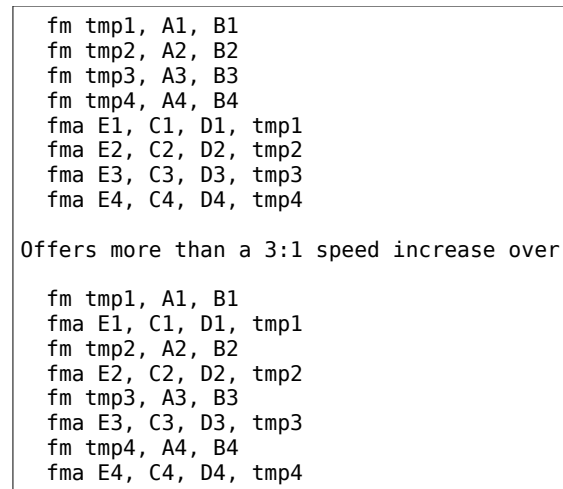 fm tmp1, A1, B1
fm tmp2, A2, B2
fm tmp3, A3, B3
fm tmp4, A4, B4
fma E1, C1, D1, tmp1
fma E2, C2, D2, tmp2
fma E3, C3, D3, tmp3
fma E4, C4, D4, tmp4
Offers more than a 3:1 speed increase over
fm tmp1, A1, B1
fma E1, C1, D1, tmp1
fm tmp2, A2, B2
fma E2, C2, D2, tmp2
fm tmp3, A3, B3
fma E3, C3, D3, tmp3
fm tmp4, A4, B4
fma E4, C4, D4, tmp4